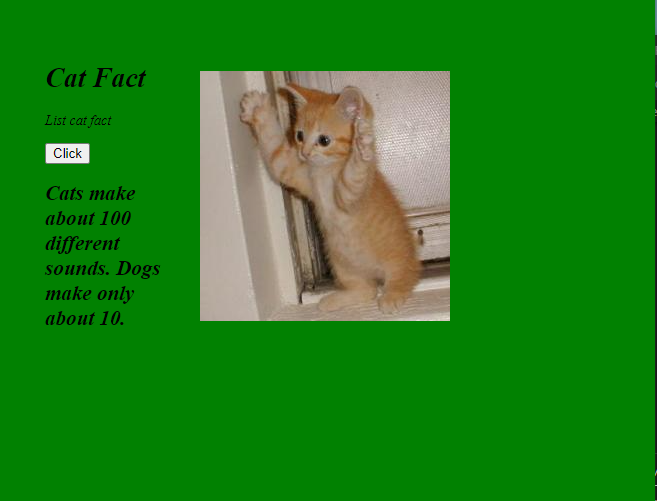 Cat Fact
List cat fact
Click
Cats make
about 100
different
sounds. Dogs
make only
about 10.